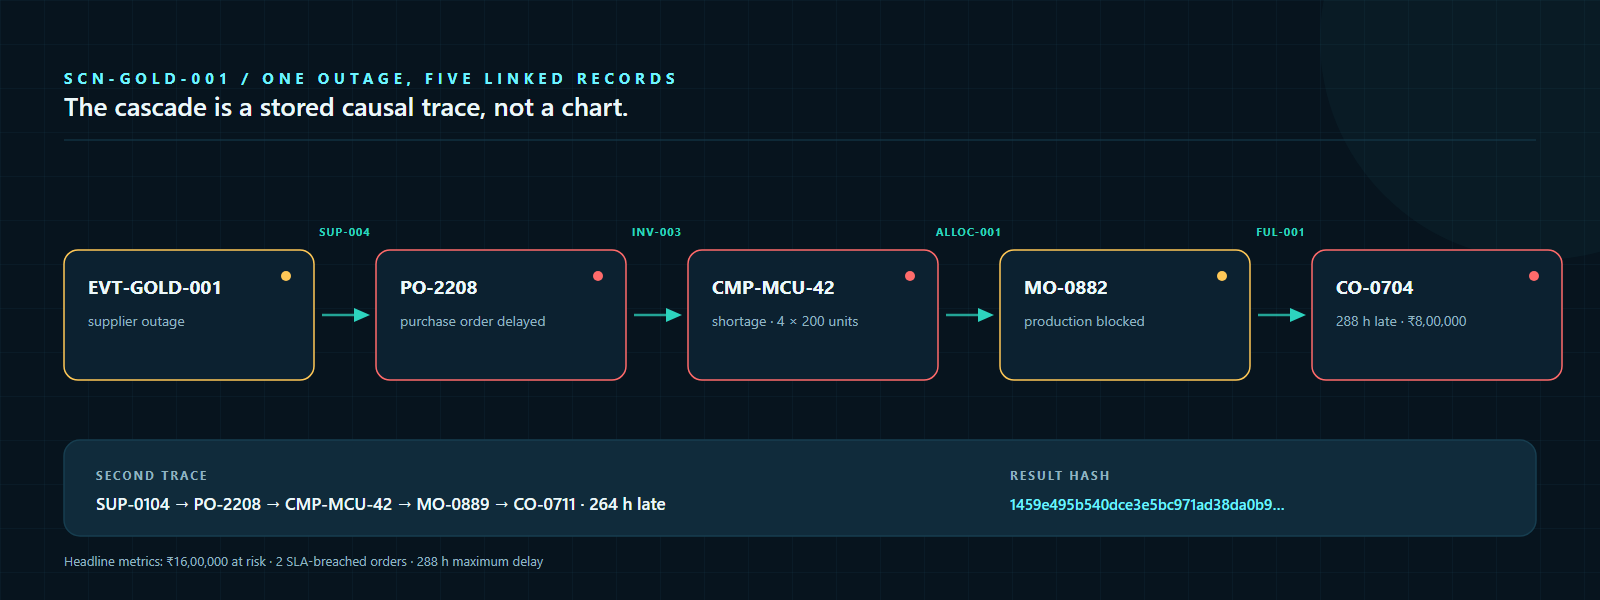 SCN-GOLD-001 / ONE OUTAGE, FIVE LINKED RECORDS
The cascade is a stored causal trace, not a chart.
SUP-004
INV-003
ALLOC-001
FUL-001
EVT-GOLD-001
supplier outage
PO-2208
purchase order delayed
CMP-MCU-42
shortage · 4 × 200 units
MO-0882
production blocked
CO-0704
288 h late · ₹8,00,000
SECOND TRACE
SUP-0104 → PO-2208 → CMP-MCU-42 → MO-0889 → CO-0711 · 264 h late
RESULT HASH
1459e495b540dce3e5bc971ad38da0b9...
Headline metrics: ₹16,00,000 at risk · 2 SLA-breached orders · 288 h maximum delay